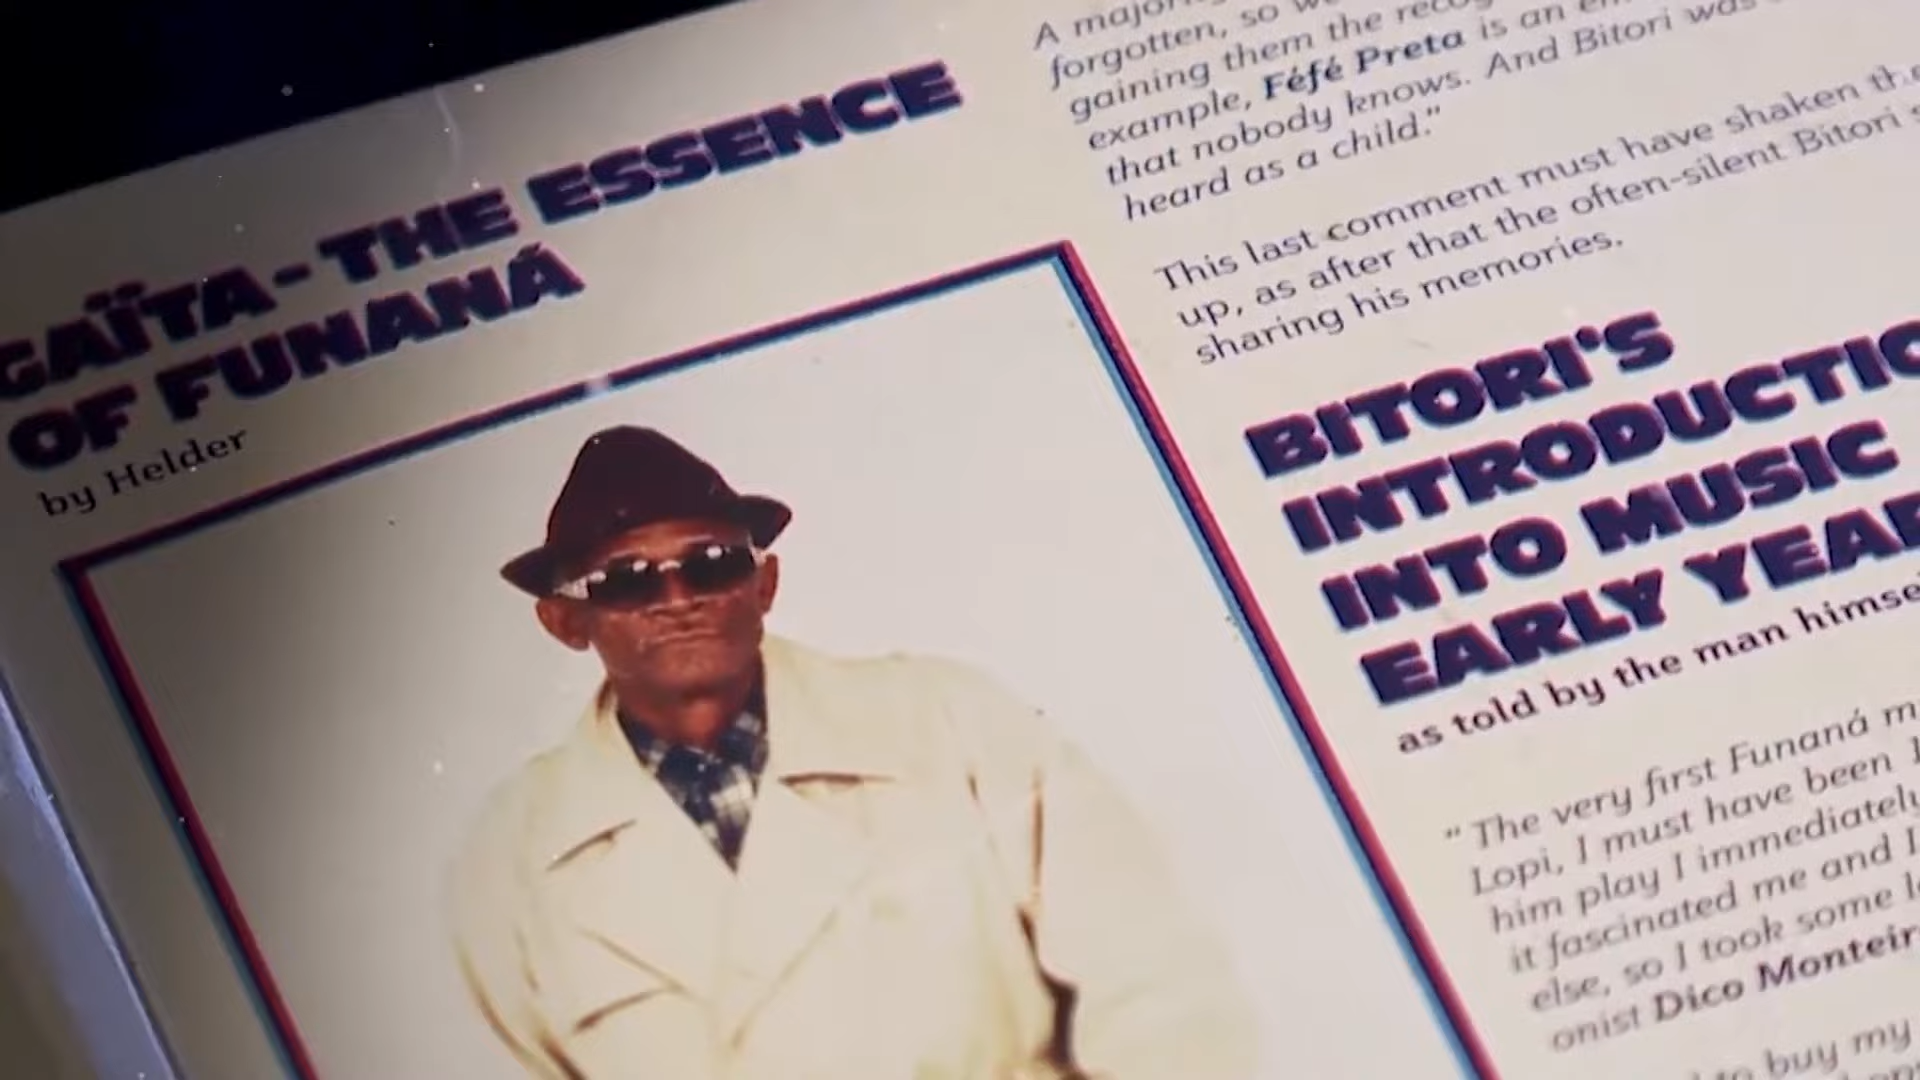 GAÏTA - THE ESSENCE
OF FUNANÁ
by Helder
A major
forgotten, so
gaining them the
example, Féfé Preta is an
that nobody knows. And Bitori was
heard as a child.”
This last comment must have shaken
up, as after that the often-silent Bitori
sharing his memories.
BITORI'S
INTRODUCTIO
INTO MUSIC
EARLY YEAR
as told by the man himse
“ The very first Funaná m
Lopi, I must have been 1
him play I immediately
it fascinated me and I
else, so I took some
onist Dico Monteir
to buy my